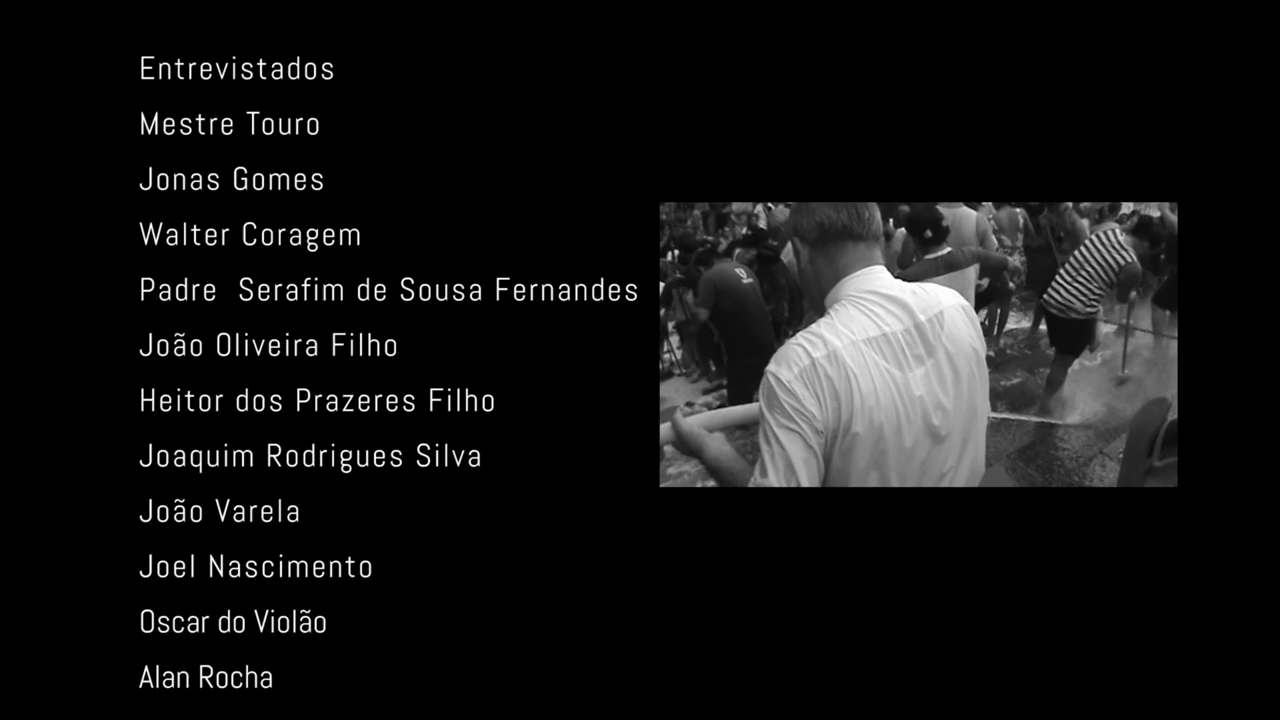 Entrevistados
Mestre Touro
Jonas Gomes
Walter Coragem
Padre  Serafim de Sousa Fernandes
João Oliveira Filho
Heitor dos Prazeres Filho
Joaquim Rodrigues Silva
João Varela
Joel Nascimento
Oscar do Violão
Alan Rocha